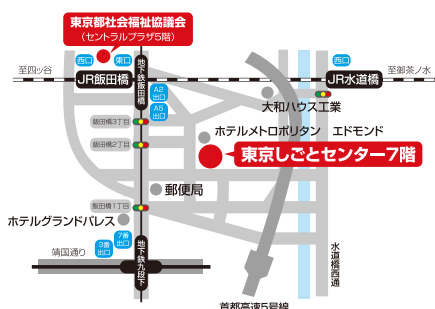 東京都社会福祉協議会
（セントラルプラザ5階）
西口
東口
西口
至四ッ谷
JR飯田橋
地下鉄飯田橋
JR水道橋
至御茶ノ水
A2
出口
A5
出口
大和ハウス工業
飯田橋3丁目
ホテルメトロポリタン　エドモンド
飯田橋2丁目
東京しごとセンター7階
郵便局
飯田橋1丁目
ホテルグランドパレス
7番
出口
3番
出口
靖国通り
地下鉄九段下
水道橋西通
首都高速5号線